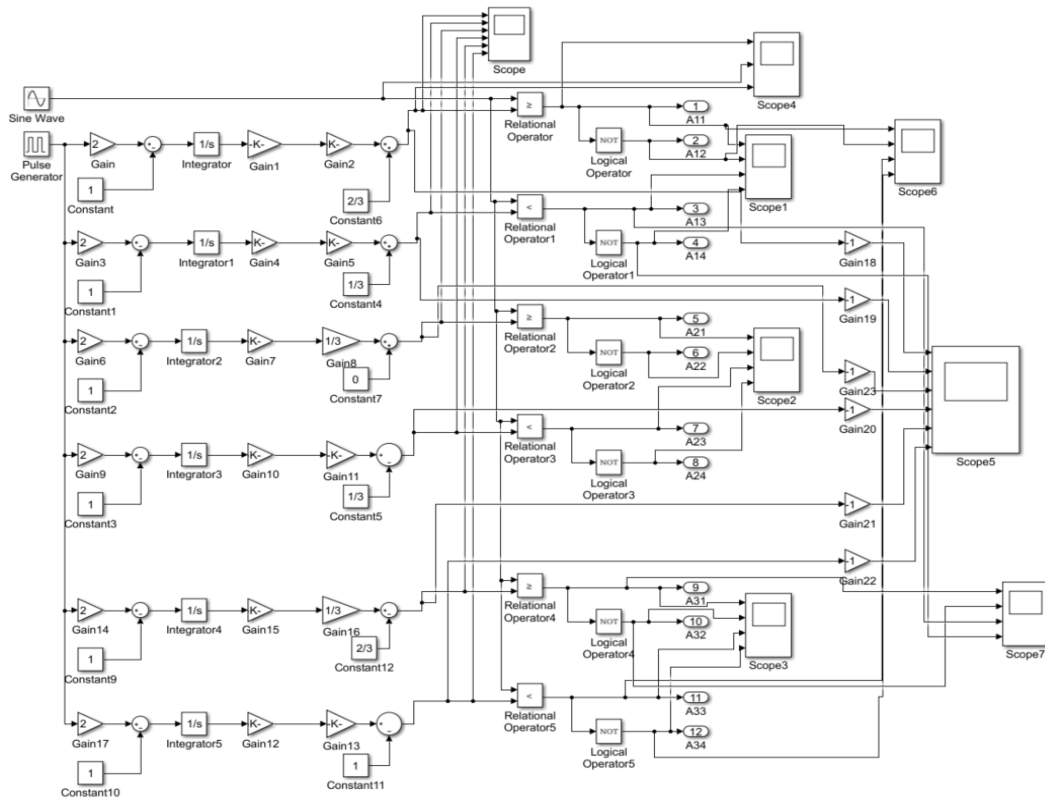 Scope
Scope4
Sine Wave
Pulse
Generator
2
Gain
1
Constant
1/s
Integrator
-K-
Gain1
-K-
Gain2
2/3
Constant6
≥
Relational
Operator
NOT
Logical
Operator
1
A11
2
A12
Scope1
Scope6
<
Relational
Operator1
NOT
Logical
Operator1
3
A13
4
A14
2
Gain3
1
Constant1
1/s
Integrator1
K-
Gain4
K-
Gain5
1/3
Constant4
-1
Gain18
-1
Gain19
2
Gain6
1
Constant2
1/s
Integrator2
K-
Gain7
1/3
Gain8
0
Constant7
≥
Relational
Operator2
NOT
Logical
Operator2
5
A21
6
A22
Scope2
-1
Gain23
-1
Gain20
Scope5
2
Gain9
1
Constant3
1/s
Integrator3
-K-
Gain10
-K-
Gain11
1/3
Constant5
<
Relational
Operator3
NOT
Logical
Operator3
7
A23
8
A24
-1
Gain21
-1
Gain22
2
Gain14
1
Constant9
1/s
Integrator4
-K-
Gain15
1/3
Gain16
2/3
Constant12
≥
Relational
Operator4
NOT
Logical
Operator4
9
A31
10
A32
Scope3
Scope7
2
Gain17
1
Constant10
1/s
Integrator5
K-
Gain12
-K-
Gain13
1
Constant11
<
Relational
Operator5
NOT
Logical
Operator5
11
A33
12
A34